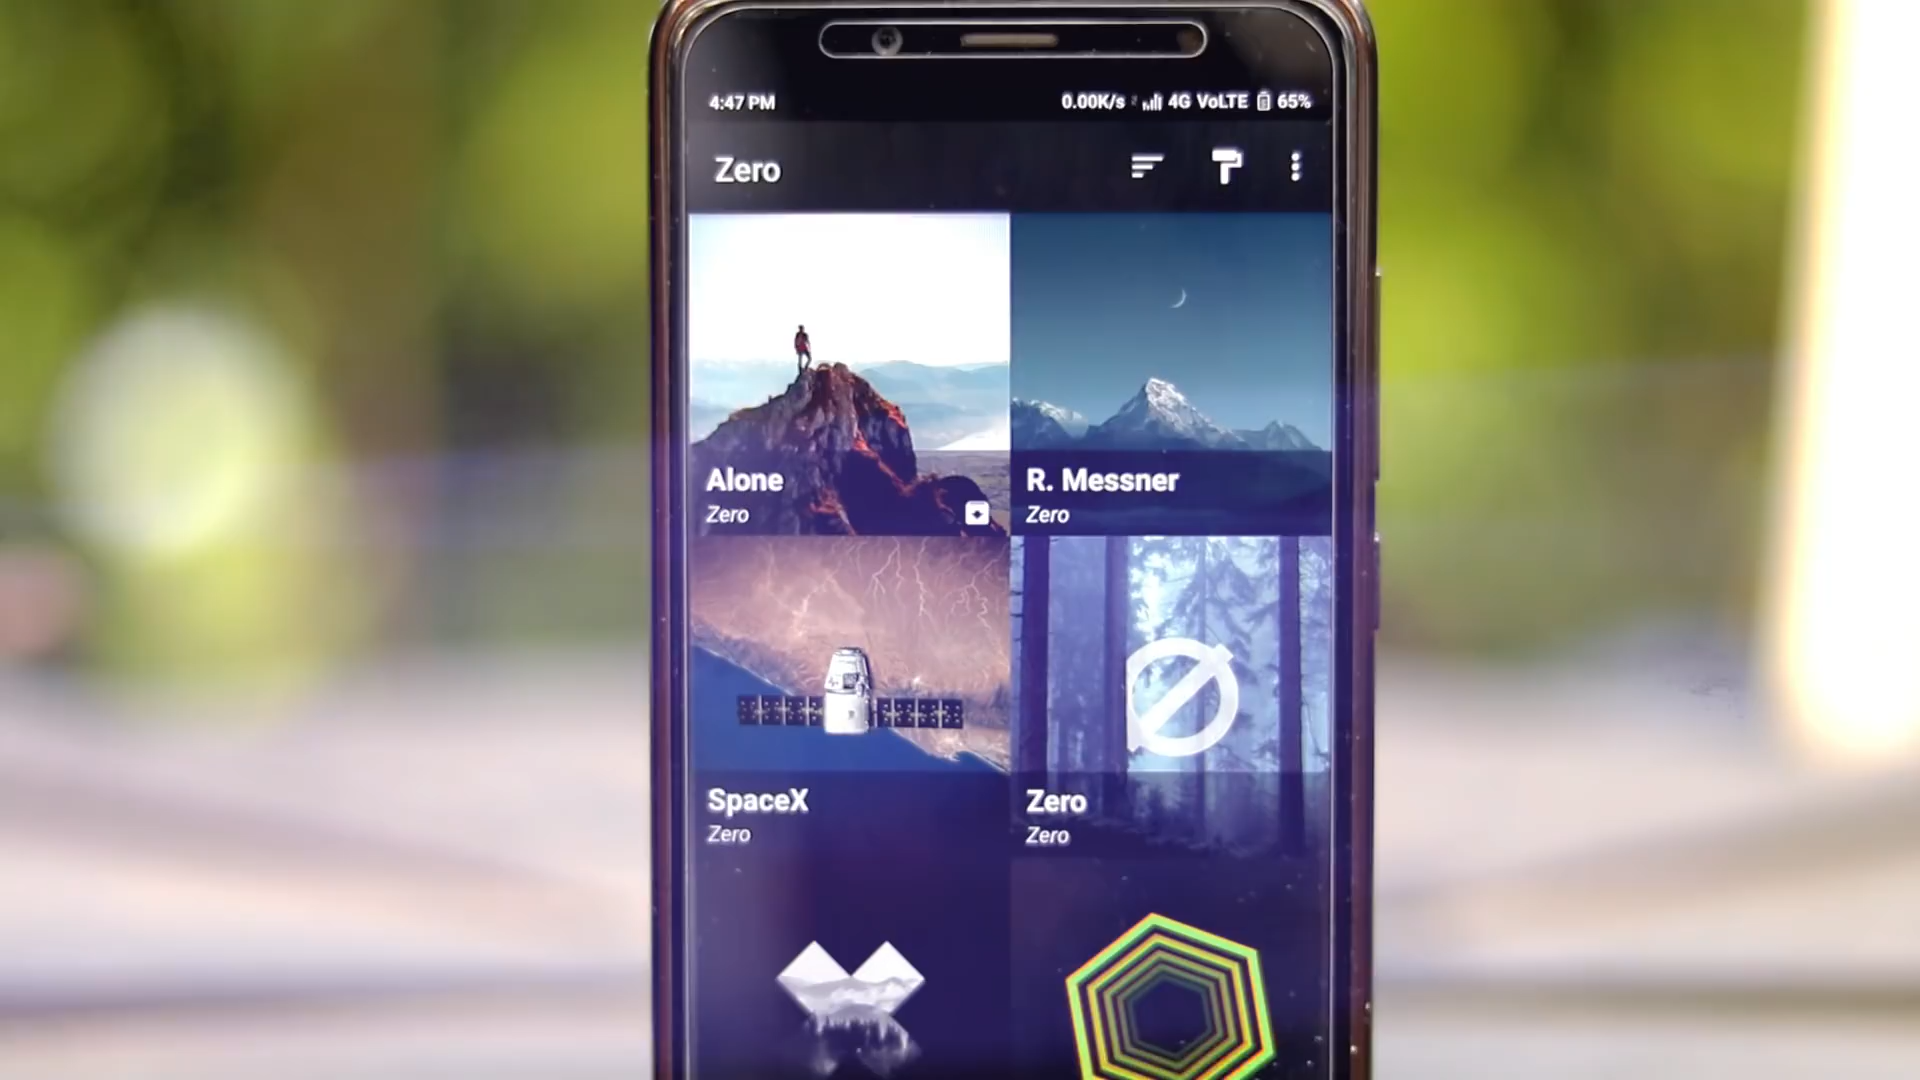 4:47 PM 0.00K/s 4G VoLTE 65%
Zero
Alone
Zero
R. Messner
Zero
SpaceX
Zero
Zero
Zero